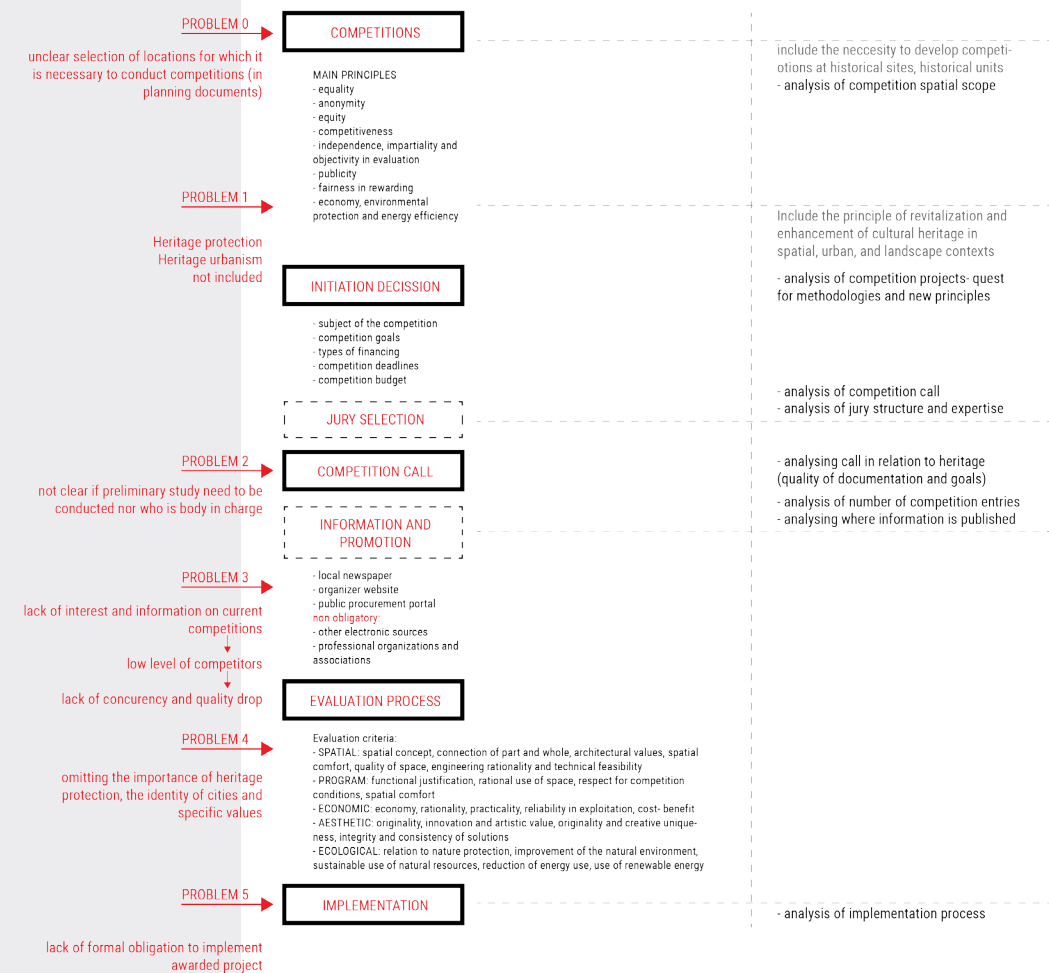 PROBLEM 0
unclear selection of locations for which it
is necessary to conduct competitions (in
planning documents)
COMPETITIONS
MAIN PRINCIPLES
- equality
- anonymity
- equity
- competitiveness
- independence, impartiality and
objectivity in evaluation
- publicity
- fairness in rewarding
- economy, environmental
protection and energy efficiency
include the neccesity to develop competi-
otions at historical sites, historical units
- analysis of competition spatial scope
PROBLEM 1
Heritage protection
Heritage urbanism
not included
Include the principle of revitalization and
enhancement of cultural heritage in
spatial, urban, and landscape contexts
- analysis of competition projects- quest
for methodologies and new principles
INITIATION DECISSION
- subject of the competition
- competition goals
- types of financing
- competition deadlines
- competition budget
JURY SELECTION
- analysis of competition call
- analysis of jury structure and expertise
PROBLEM 2
not clear if preliminary study need to be
conducted nor who is body in charge
COMPETITION CALL
- analysing call in relation to heritage
(quality of documentation and goals)
- analysis of number of competition entries
- analysing where information is published
INFORMATION AND
PROMOTION
PROBLEM 3
lack of interest and information on current
competitions
low level of competitors
lack of concurency and quality drop
- local newspaper
- organizer website
- public procurement portal
non obligatory:
- other electronic sources
- professional organizations and
associations
EVALUATION PROCESS
PROBLEM 4
omitting the importance of heritage
protection, the identity of cities and
specific values
Evaluation criteria:
- SPATIAL: spatial concept, connection of part and whole, architectural values, spatial
comfort, quality of space, engineering rationality and technical feasibility
- PROGRAM: functional justification, rational use of space, respect for competition
conditions, spatial comfort
- ECONOMIC: economy, rationality, practicality, reliability in exploitation, cost- benefit
- AESTHETIC: originality, innovation and artistic value, originality and creative unique-
ness, integrity and consistency of solutions
- ECOLOGICAL: relation to nature protection, improvement of the natural environment,
sustainable use of natural resources, reduction of energy use, use of renewable energy
PROBLEM 5
lack of formal obligation to implement
awarded project
IMPLEMENTATION
- analysis of implementation process